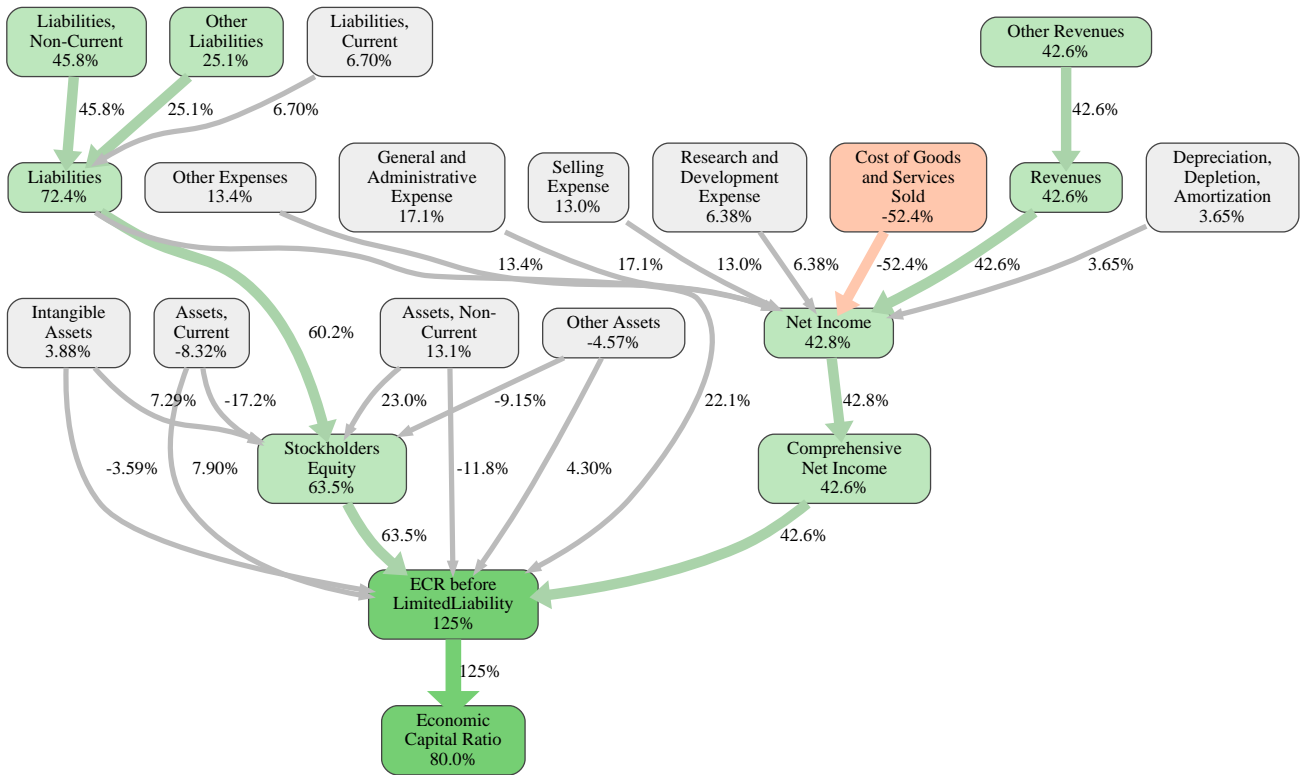 Liabilities,
Non-Current
45.8%
Other
Liabilities
25.1%
Liabilities,
Current
6.70%
Other Revenues
42.6%
45.8%
25.1%
6.70%
42.6%
Liabilities
72.4%
Other Expenses
13.4%
General and
Administrative
Expense
17.1%
Selling
Expense
13.0%
Research and
Development
Expense
6.38%
Cost of Goods
and Services
Sold
-52.4%
Revenues
42.6%
Depreciation,
Depletion,
Amortization
3.65%
13.4%
17.1%
13.0%
6.38%
-52.4%
42.6%
3.65%
Intangible
Assets
3.88%
Assets,
Current
-8.32%
60.2%
Assets, Non-
Current
13.1%
Other Assets
-4.57%
Net Income
42.8%
7.29%
-17.2%
23.0%
-9.15%
22.1%
42.8%
-3.59%
7.90%
Stockholders
Equity
63.5%
-11.8%
4.30%
Comprehensive
Net Income
42.6%
63.5%
42.6%
ECR before
LimitedLiability
125%
125%
Economic
Capital Ratio
80.0%